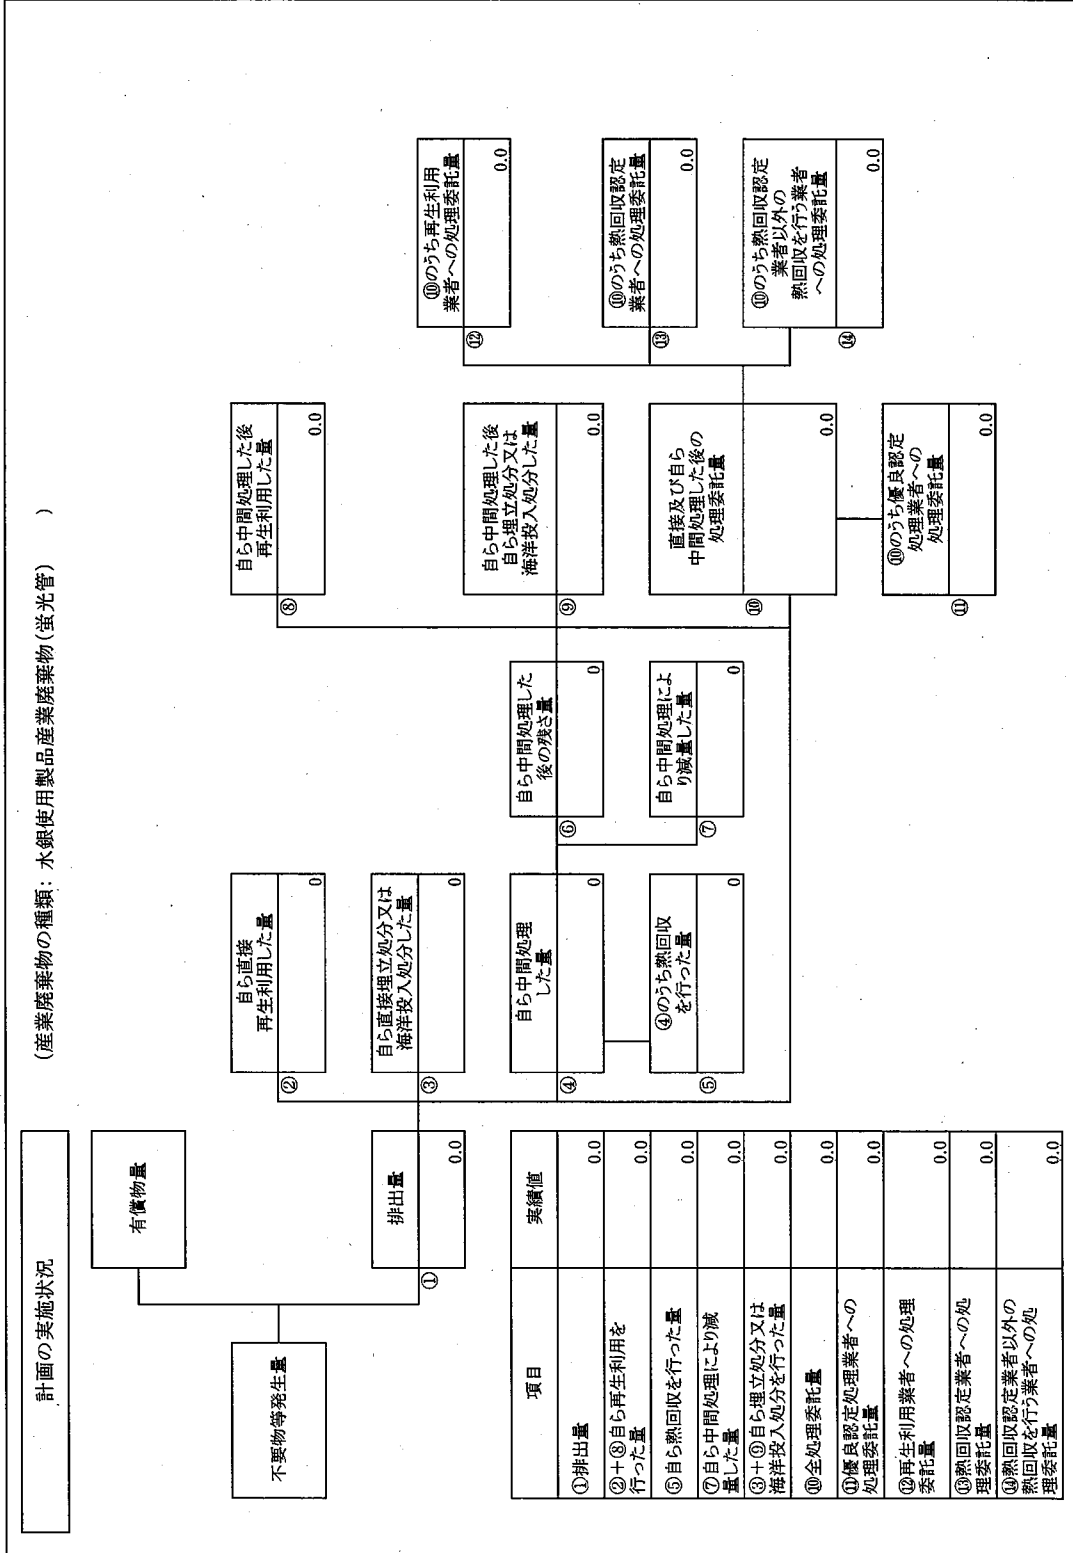 計画の実施状況
(産業廃棄物の種類: 水銀使用製品産業廃棄物(蛍光管) )
不要物等発生量
有償物量
①
排出量
0.0
②
自ら直接
再生利用した量
0
③
自ら直接埋立処分又は
海洋投入処分した量
0
④
自ら中間処理
した量
0
⑤
④のうち熱回収
を行った量
0
⑥
自ら中間処理した
後の残さ量
0
⑦
自ら中間処理によ
り減量した量
0
⑧
自ら中間処理した後
再生利用した量
0.0
⑨
自ら中間処理した後
自ら埋立処分又は
海洋投入処分した量
0.0
⑩
直接及び自ら
中間処理した後の
処理委託量
0.0
⑪
⑩のうち優良認定
処理業者への
処理委託量
0.0
⑫
⑩のうち再生利用
業者への処理委託量
0.0
⑬
⑩のうち熱回収認定
業者への処理委託量
0.0
⑭
⑩のうち熱回収認定
業者以外の
熱回収を行う業者
への処理委託量
0.0
項目 実績値
①排出量 0.0
②+⑧自ら再生利用を
行った量 0.0
⑤自ら熱回収を行った量 0.0
⑦自ら中間処理により減
量した量 0.0
③+⑨自ら埋立処分又は
海洋投入処分を行った量 0.0
⑩全処理委託量 0.0
⑪優良認定処理業者への
処理委託量 0.0
⑫再生利用業者への処理
委託量 0.0
⑬熱回収認定業者への処
理委託量 0.0
⑭熱回収認定業者以外の
熱回収を行う業者への処
理委託量 0.0